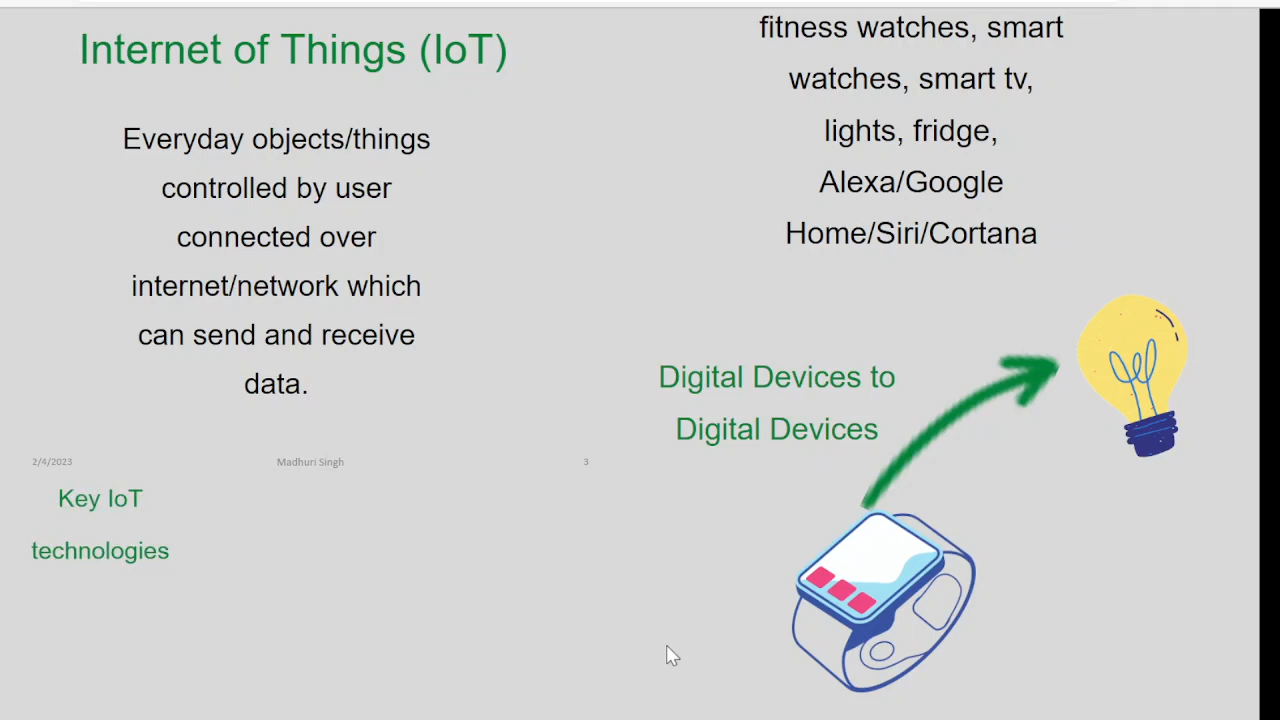 Internet of Things (IoT)
Everyday objects/things
controlled by user
connected over
internet/network which
can send and receive
data.
2/4/2023
Madhuri Singh
3
Key IoT
technologies
fitness watches, smart
watches, smart tv,
lights, fridge,
Alexa/Google
Home/Siri/Cortana
Digital Devices to
Digital Devices